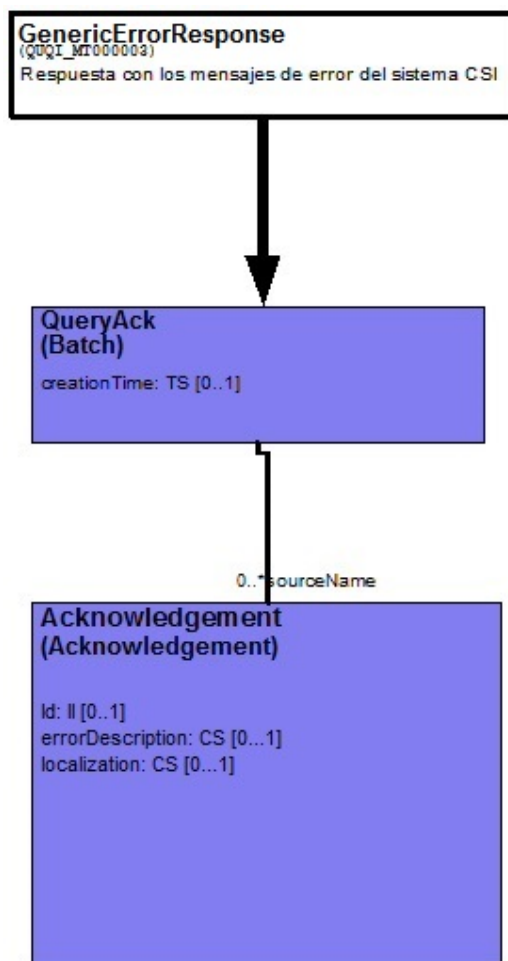 GenericErrorResponse
(QUQI_MT000003)
Respuesta con los mensajes de error del sistema CSI
QueryAck
(Batch)
creationTime: TS [0..1]
0..*sourceName
Acknowledgement
(Acknowledgement)
Id: II [0..1]
errorDescription: CS [0...1]
localization: CS [0...1]